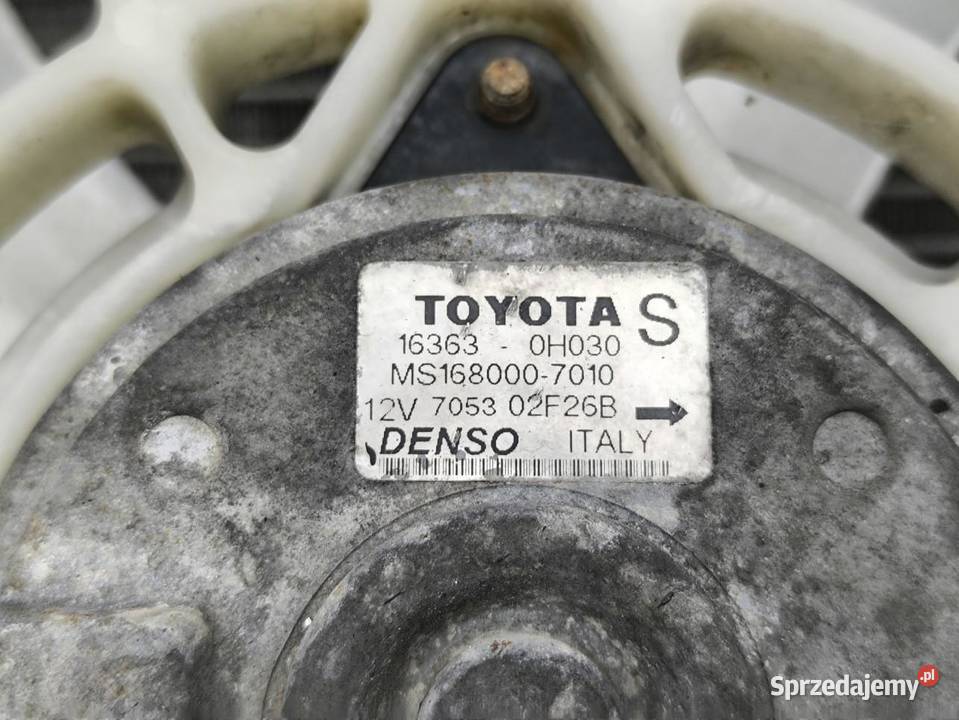 TOYOTA S
16363 - 0H030
MS168000-7010
12V 7053 02F26B
DENSO ITALY
Sprzedajemy.pl